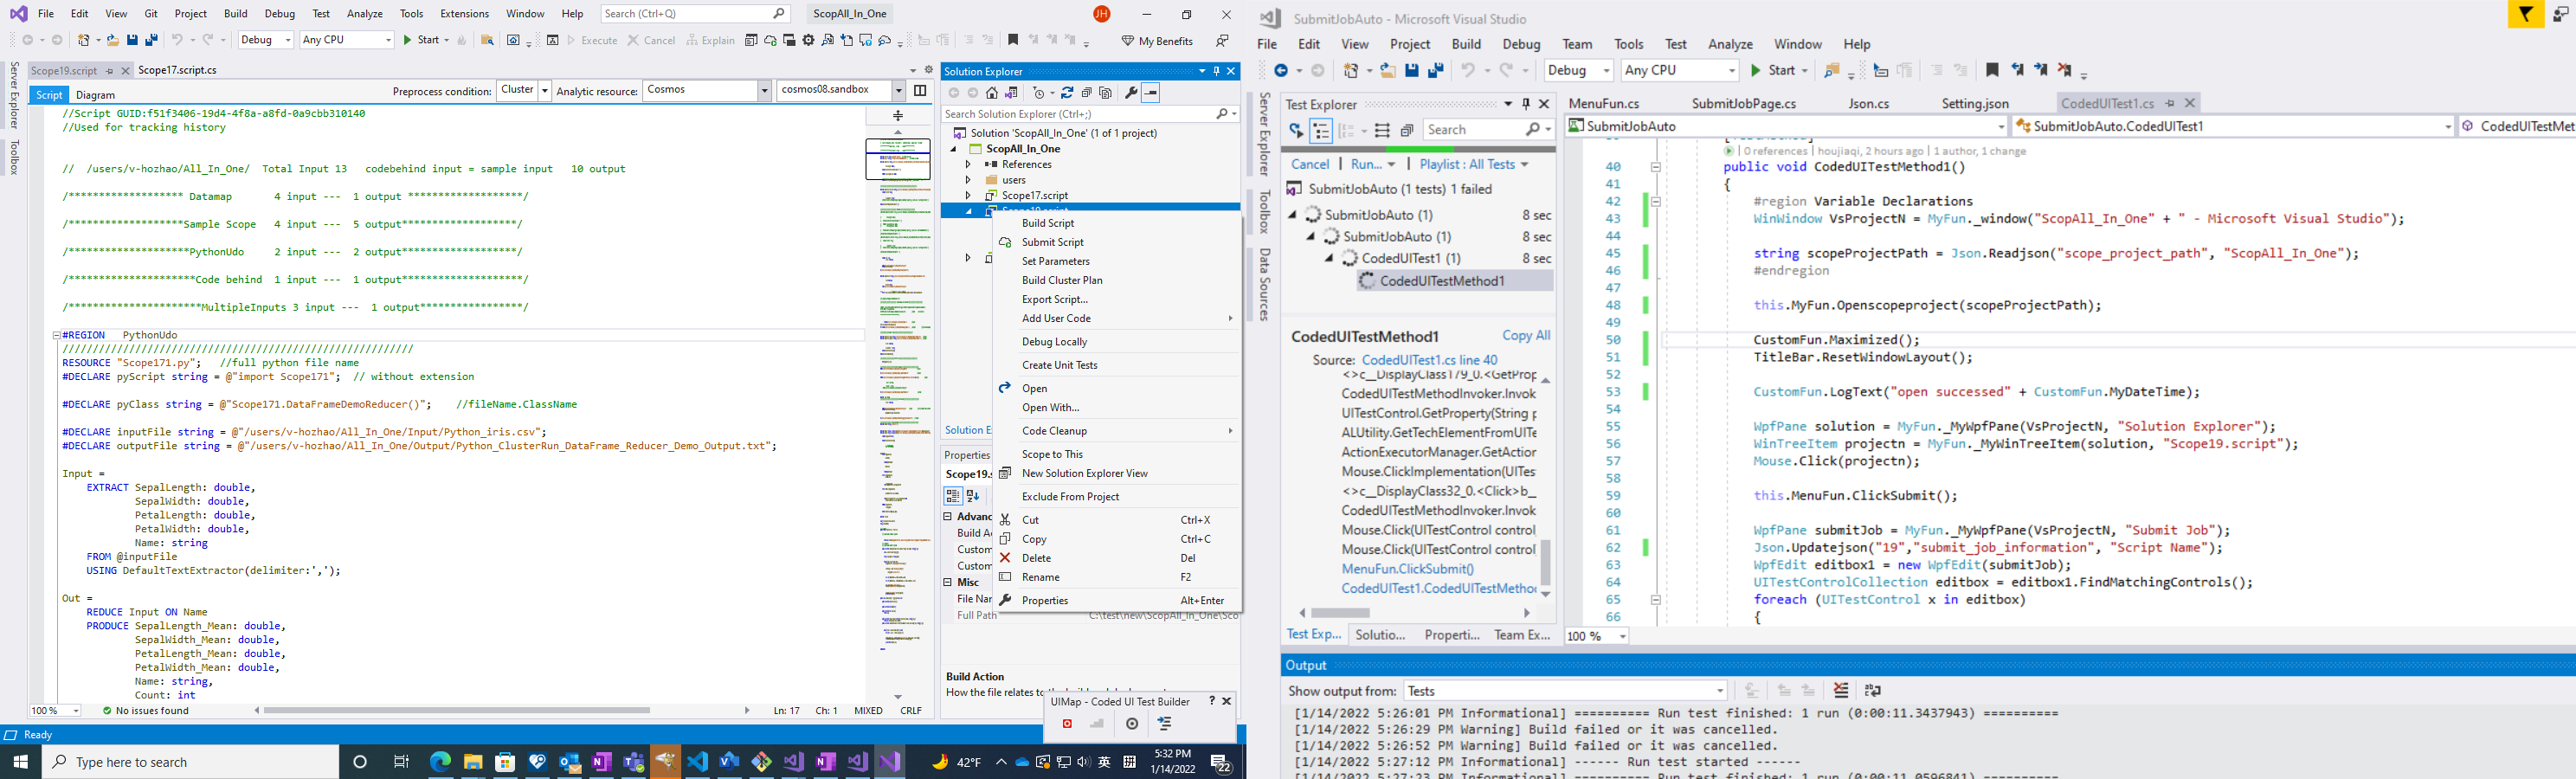 File Edit View Git Project Build Debug Test Analyze Tools Extensions Window Help Search (Ctrl+Q) ScopAll_In_One JH
Debug Any CPU Start Execute Cancel Explain My Benefits
Scope19.script Scope17.script.cs
Script Diagram Preprocess condition: Cluster Analytic resource: Cosmos cosmos08.sandbox
Server Explorer
Toolbox
//Script GUID:f51f3406-19d4-4f8a-a8fd-0a9cbb310140
//Used for tracking history
// /users/v-hozhao/All_In_One/ Total Input 13 codebehind input = sample input 10 output
/******************* Datamap 4 input --- 1 output *******************/
/*******************Sample Scope 4 input --- 5 output*******************/
/********************PythonUdo 2 input --- 2 output*******************/
/*********************Code behind 1 input --- 1 output********************/
/**********************MultipleInputs 3 input --- 1 output*****************/
#REGION PythonUdo
//////////////////////////////////////////////////////////
RESOURCE "Scope171.py"; //full python file name
#DECLARE pyScript string = @"import Scope171"; // without extension
#DECLARE pyClass string = @"Scope171.DataFrameDemoReducer()"; //fileName.ClassName
#DECLARE inputFile string = @"/users/v-hozhao/All_In_One/Input/Python_iris.csv";
#DECLARE outputFile string = @"/users/v-hozhao/All_In_One/Output/Python_ClusterRun_DataFrame_Reducer_Demo_Output.txt";
Input =
EXTRACT SepalLength: double,
SepalWidth: double,
PetalLength: double,
PetalWidth: double,
Name: string
FROM @inputFile
USING DefaultTextExtractor(delimiter:',');
Out =
REDUCE Input ON Name
PRODUCE SepalLength_Mean: double,
SepalWidth_Mean: double,
PetalLength_Mean: double,
PetalWidth_Mean: double,
Name: string,
Count: int
100 % No issues found Ln: 17 Ch: 1 MIXED CRLF
Ready
Solution Explorer
Search Solution Explorer (Ctrl+;)
Solution 'ScopAll_In_One' (1 of 1 project)
ScopAll_In_One
References
users
Scope17.script
Build Script
Submit Script
Set Parameters
Build Cluster Plan
Export Script...
Add User Code
Debug Locally
Create Unit Tests
Open
Open With...
Code Cleanup
Scope to This
New Solution Explorer View
Exclude From Project
Cut Ctrl+X
Copy Ctrl+C
Delete Del
Rename F2
Properties Alt+Enter
Solution E
Properties
Scope19.s
Advanc
Build Ac
Custom
Custom
Misc
File Nar
Full Path C:\test\new\ScopAll_In_One\Sco
Build Action
How the file relates to the
UIMap - Coded UI Test Builder ?
Type here to search 42°F 英 5:32 PM
1/14/2022 22
SubmitJobAuto - Microsoft Visual Studio
File Edit View Project Build Debug Team Tools Test Analyze Window Help
Debug Any CPU Start
Server Explorer
Toolbox
Data Sources
Test Explorer
Search
Cancel Run... Playlist : All Tests
SubmitJobAuto (1 tests) 1 failed
SubmitJobAuto (1) 8 sec
SubmitJobAuto (1) 8 sec
CodedUITest1 (1) 8 sec
CodedUITestMethod1
CodedUITestMethod1 Copy All
Source: CodedUITest1.cs line 40
<>c__DisplayClass179_0.<GetProp
CodedUITestMethodInvoker.Invok
UITestControl.GetProperty(String p
ALUtility.GetTechElementFromUITe
ActionExecutorManager.GetAction
Mouse.ClickImplementation(UITes
<>c__DisplayClass32_0.<Click>b__
CodedUITestMethodInvoker.Invok
Mouse.Click(UITestControl control
Mouse.Click(UITestControl control
MenuFun.ClickSubmit()
CodedUITest1.CodedUITestMetho
Test Exp... Solutio... Properti... Team Ex...
MenuFun.cs SubmitJobPage.cs Json.cs Setting.json CodedUITest1.cs
SubmitJobAuto SubmitJobAuto.CodedUITest1 CodedUITestMet
0 references | houjiaqi, 2 hours ago | 1 author, 1 change
40 public void CodedUITestMethod1()
41 {
42 #region Variable Declarations
43 WinWindow VsProjectN = MyFun._window("ScopAll_In_One" + " - Microsoft Visual Studio");
44
45 string scopeProjectPath = Json.Readjson("scope_project_path", "ScopAll_In_One");
46 #endregion
47
48 this.MyFun.Openscopeproject(scopeProjectPath);
49
50 CustomFun.Maximized();
51 TitleBar.ResetWindowLayout();
52
53 CustomFun.LogText("open successed" + CustomFun.MyDateTime);
54
55 WpfPane solution = MyFun._MyWpfPane(VsProjectN, "Solution Explorer");
56 WinTreeItem projectn = MyFun._MyWinTreeItem(solution, "Scope19.script");
57 Mouse.Click(projectn);
58
59 this.MenuFun.ClickSubmit();
60
61 WpfPane submitJob = MyFun._MyWpfPane(VsProjectN, "Submit Job");
62 Json.Updatejson("19","submit_job_information", "Script Name");
63 WpfEdit editbox1 = new WpfEdit(submitJob);
64 UITestControlCollection editbox = editbox1.FindMatchingControls();
65 foreach (UITestControl x in editbox)
66 {
100 %
Output
Show output from: Tests
[1/14/2022 5:26:01 PM Informational] ========== Run test finished: 1 run (0:00:11.3437943) ==========
[1/14/2022 5:26:29 PM Warning] Build failed or it was cancelled.
[1/14/2022 5:26:52 PM Warning] Build failed or it was cancelled.
[1/14/2022 5:27:12 PM Informational] ------ Run test started ------
[1/14/2022 5:27:23 PM Informational] ========== Run test finished: 1 run (0:00:11.0596841) ==========